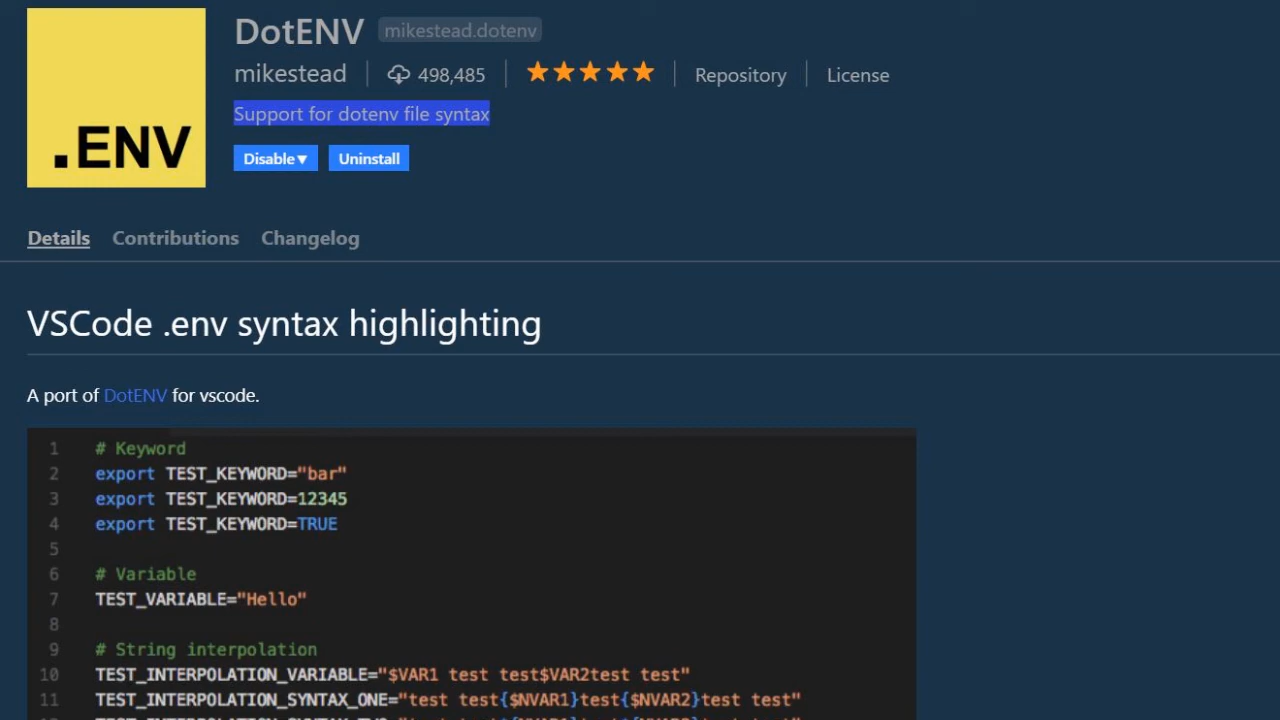 .ENV
DotENV mikestead.dotenv
mikestead 498,485 Repository License
Support for dotenv file syntax
Disable▼ Uninstall
Details Contributions Changelog
VSCode .env syntax highlighting
A port of DotENV for vscode.
1 # Keyword
2 export TEST_KEYWORD="bar"
3 export TEST_KEYWORD=12345
4 export TEST_KEYWORD=TRUE
5
6 # Variable
7 TEST_VARIABLE="Hello"
8
9 # String interpolation
10 TEST_INTERPOLATION_VARIABLE="$VAR1 test test$VAR2test test"
11 TEST_INTERPOLATION_SYNTAX_ONE="test test{$NVAR1}test{$NVAR2}test test"